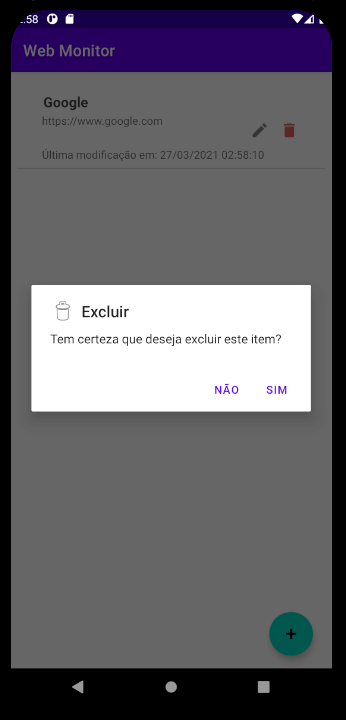 :58
Web Monitor
Google
https://www.google.com
Última modificação em: 27/03/2021 02:58:10
Excluir
Tem certeza que deseja excluir este item?
NÃO SIM
+